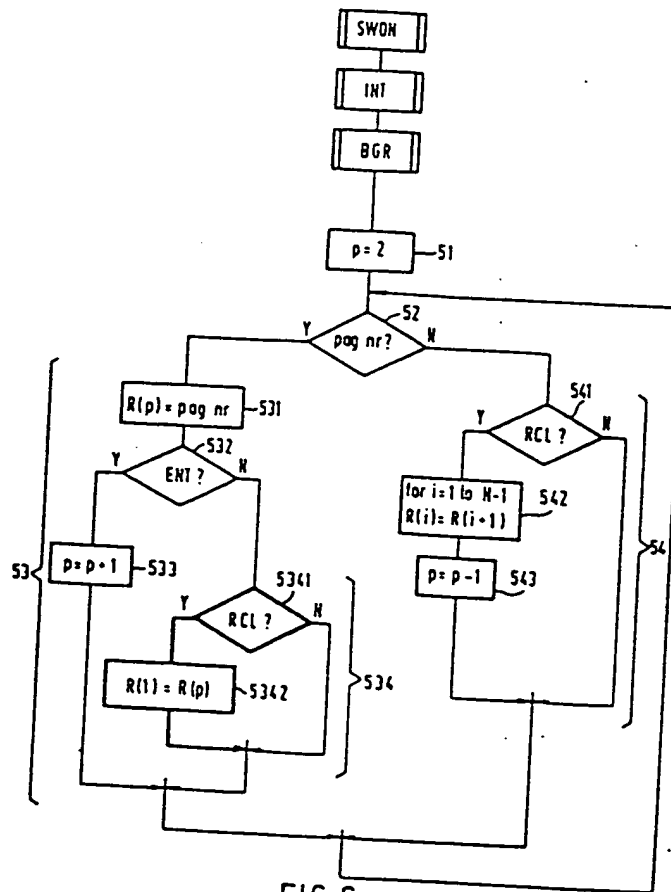 SWON
INT
BGR
p = 2
51
52
Y
pag nr?
N
R(p) = pag nr
531
541
Y
RCL ?
N
532
Y
ENT ?
N
for i=1 to N-1
R(i) = R(i+1)
542
54
53
p = p+1
533
p = p-1
543
5341
Y
RCL ?
N
R(1) = R(p)
5342
534